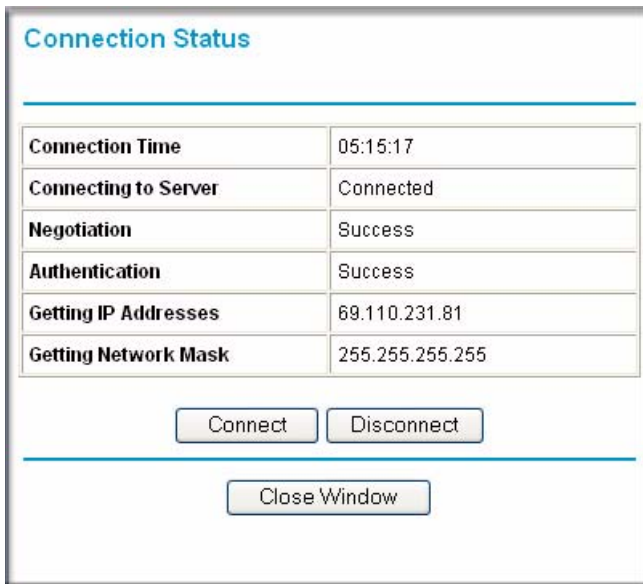 Connection Status
Connection Time 05:15:17
Connecting to Server Connected
Negotiation Success
Authentication Success
Getting IP Addresses 69.110.231.81
Getting Network Mask 255.255.255.255
Connect Disconnect
Close Window